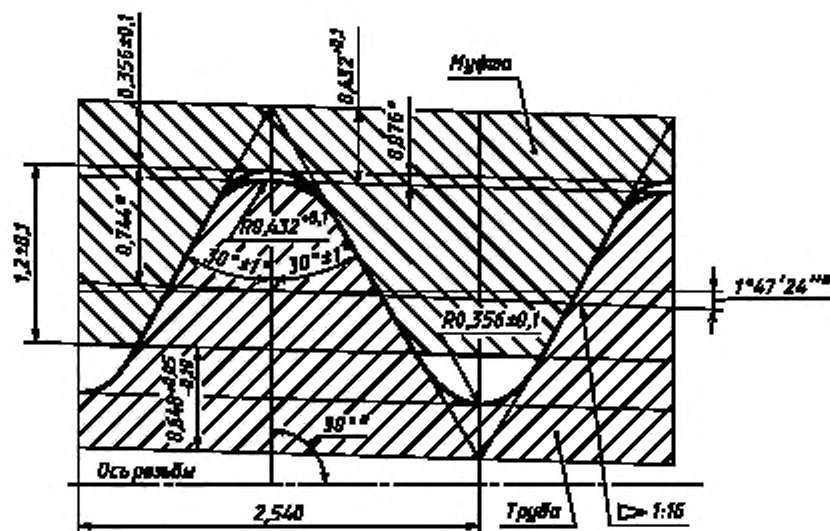 0,356±0,1
0,432⁺⁰,¹
Муфта
0,076*
1,2±0,1
0,744*
R0,432⁺⁰,¹
30°±1°
30°±1°
1°47'24"**
R0,356±0,1
90°*
Ось резьбы
2,540
Труба
1:16